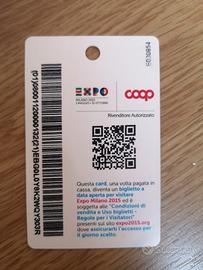 EXPO
MILANO 2015
coop
Rivenditore Autorizzato
Questa card, una volta pagata in
cassa, diventa un biglietto a
data aperta per visitare
Expo Milano 2015 ed è
soggetta alle "Condizioni di
vendita e Uso biglietti -
Regole per i Visitatori"
presenti sul sito expo2015.org
dove assicurarti l'accesso per
il giorno scelto.